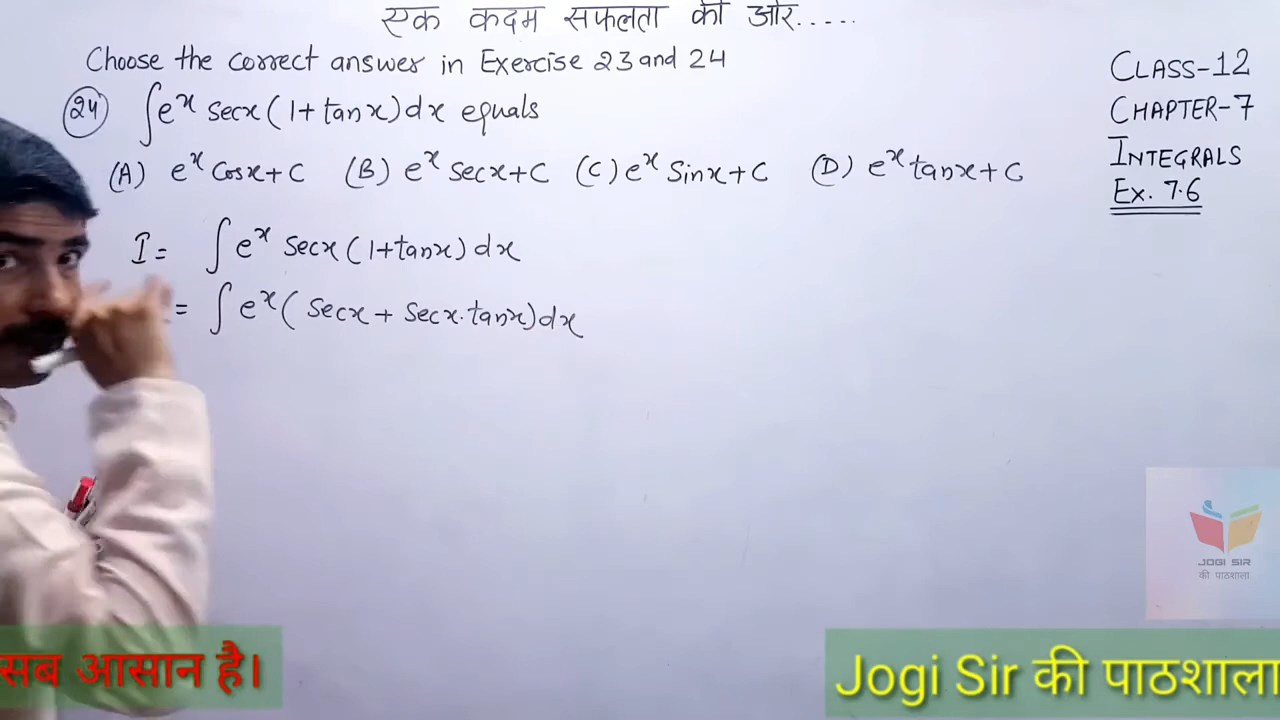 एक कदम सफलता की ओर.....
Choose the correct answer in Exercise 23 and 24
24 ∫e^x secx(1+tanx)dx equals
(A) e^x Cosx+C (B) e^x Secx+C (C) e^x Sinx+C (D) e^x tanx+C
I= ∫e^x secx(1+tanx)dx
= ∫e^x(secx+secx.tanx)dx
CLASS-12
CHAPTER-7
INTEGRALS
Ex. 7.6
JOGI SIR
की पाठशाला
सब आसान है।
Jogi Sir की पाठशाला